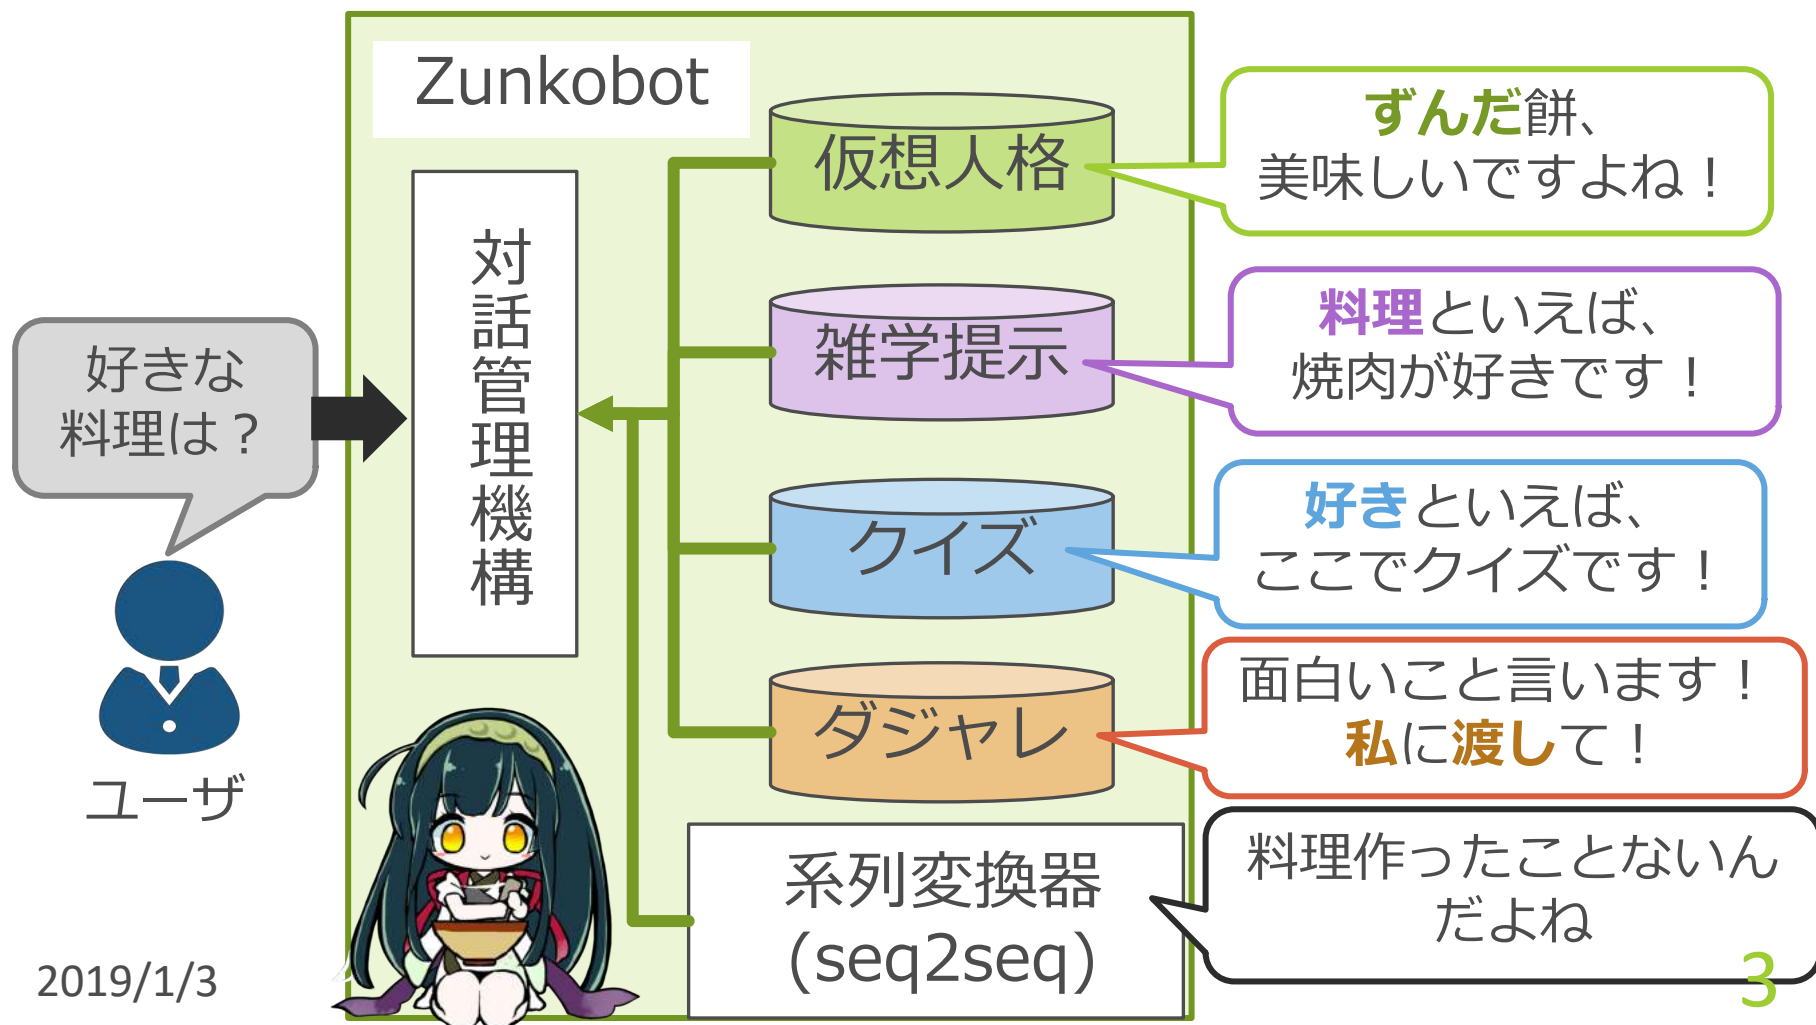 Zunkobot
好きな
料理は？
ユーザ
対話管理機構
仮想人格
ずんだ餅、
美味しいですよね！
雑学提示
料理といえば、
焼肉が好きです！
クイズ
好きといえば、
ここでクイズです！
ダジャレ
面白いこと言います！
私に渡して！
系列変換器
(seq2seq)
料理作ったことないん
だよね
2019/1/3
3